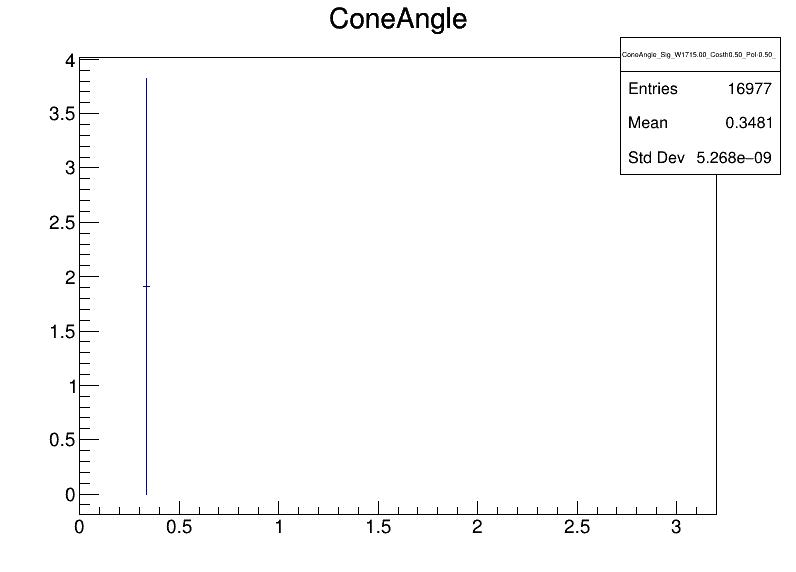 ConeAngle
ConeAngle_Sig_W1715.00_Costh0.50_Pol-0.50_
Entries 16977
Mean 0.3481
Std Dev 5.268e−09
4
3.5
3
2.5
2
1.5
1
0.5
0
0 0.5 1 1.5 2 2.5 3